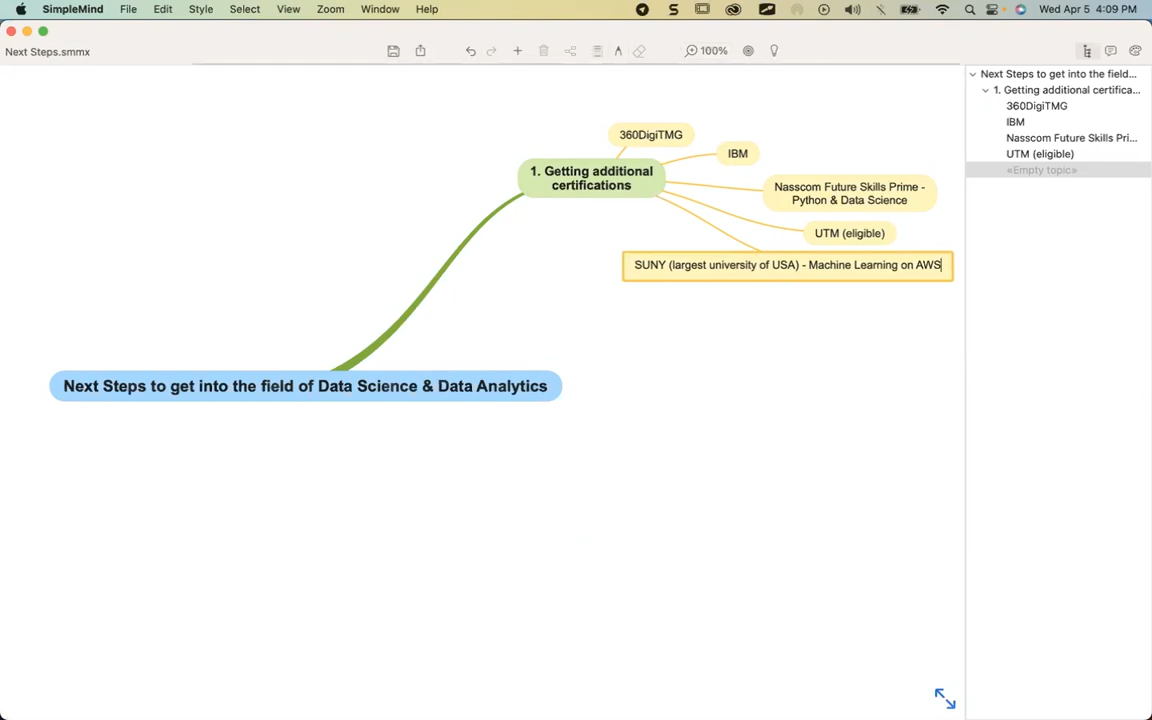 SimpleMind File Edit Style Select View Zoom Window Help Wed Apr 5 4:09 PM
Next Steps.smmx
100%
Next Steps to get into the field...
1. Getting additional certifica...
360DigiTMG
IBM
Nasscom Future Skills Pri...
UTM (eligible)
«Empty topic»
360DigiTMG
IBM
1. Getting additional
certifications
Nasscom Future Skills Prime -
Python & Data Science
UTM (eligible)
SUNY (largest university of USA) - Machine Learning on AWS
Next Steps to get into the field of Data Science & Data Analytics